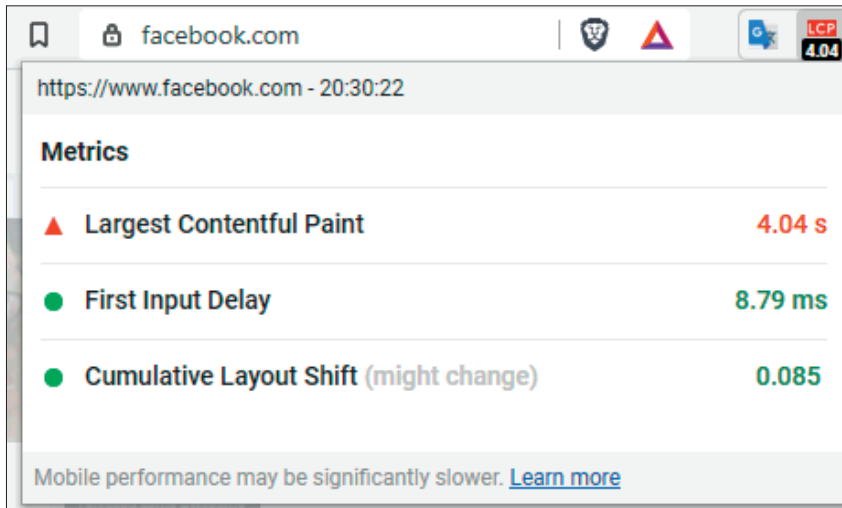 facebook.com
G
LCP
4.04
https://www.facebook.com - 20:30:22
Metrics
Largest Contentful Paint 4.04 s
First Input Delay 8.79 ms
Cumulative Layout Shift (might change) 0.085
Mobile performance may be significantly slower. Learn more